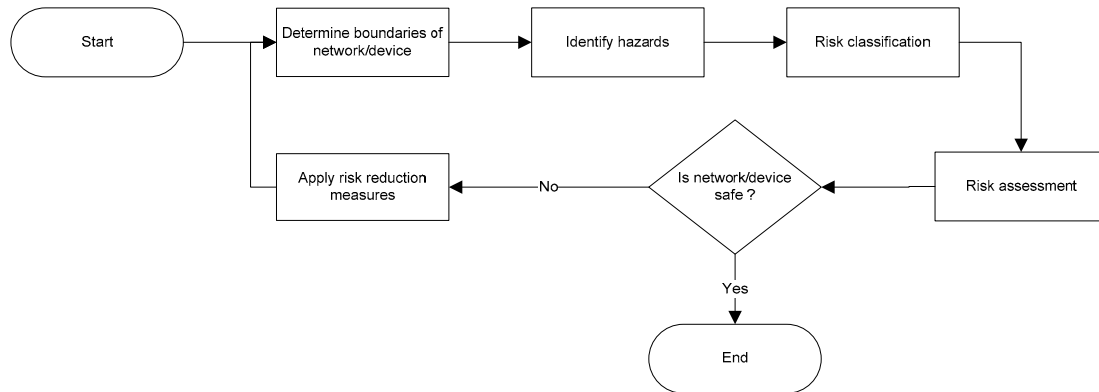 Start
Determine boundaries of
network/device
Identify hazards
Risk classification
Risk assessment
Is network/device
safe ?
No
Apply risk reduction
measures
Yes
End